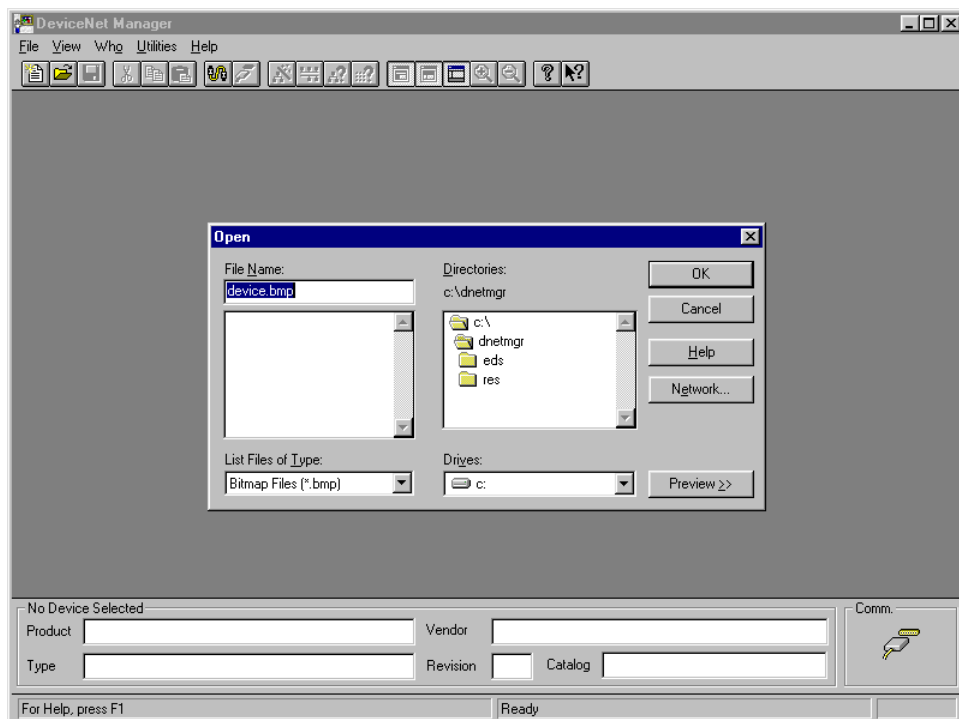 DeviceNet Manager
File View Who Utilities Help
Open
File Name:
device.bmp
Directories:
c:\dnetmgr
c:\
dnetmgr
eds
res
OK
Cancel
Help
Network...
List Files of Type:
Bitmap Files (*.bmp)
Drives:
c:
Preview >>
No Device Selected
Product
Vendor
Type
Revision
Catalog
Comm.
For Help, press F1
Ready